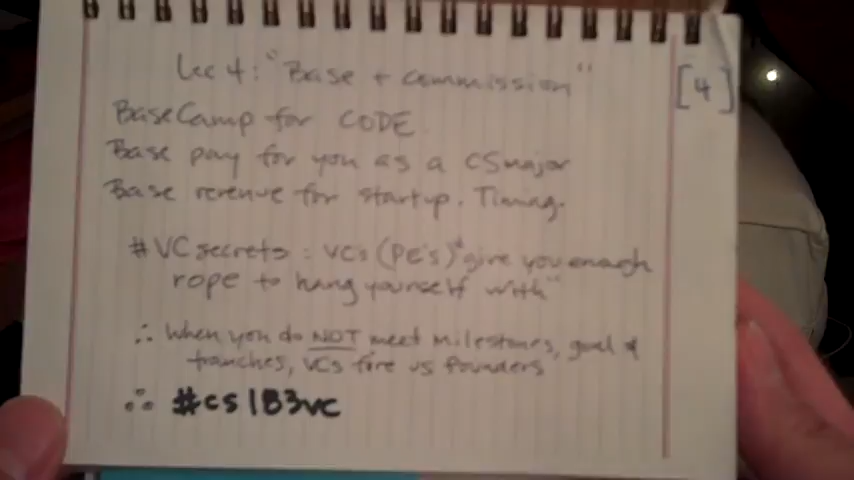 Lec 4: "Base + commission"
[4]
BaseCamp for CODE
Base pay for you as a CS major
Base revenue for startup. Timing.
#VC secrets: VCs (PE's) "give you enough
rope to hang yourself with"
∴ When you do NOT meet milestones, goal &
tranches, VCs fire us founders
∴ #cs183vc